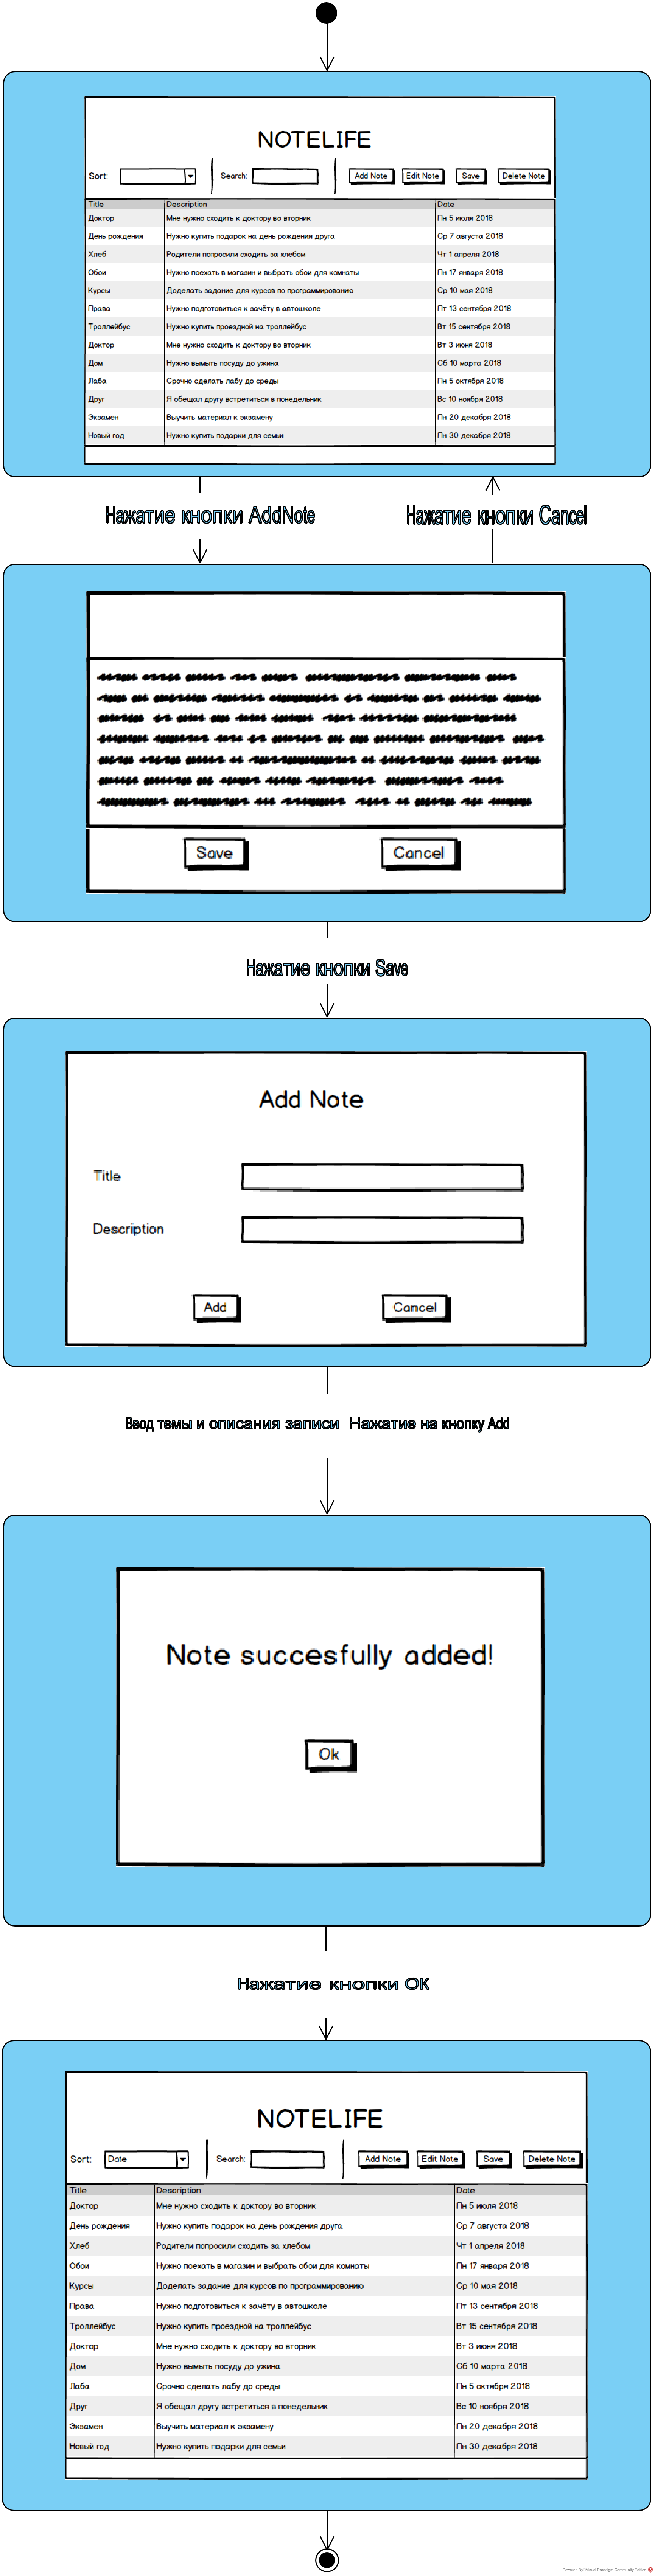 NOTELIFE
Sort: Search: Add Note Edit Note Save Delete Note
Title Description Date
Доктор Мне нужно сходить к доктору во вторник Пн 5 июля 2018
День рождения Нужно купить подарок на день рождения друга Ср 7 августа 2018
Хлеб Родители попросили сходить за хлебом Чт 1 апреля 2018
Обои Нужно поехать в магазин и выбрать обои для комнаты Пн 17 января 2018
Курсы Доделать задание для курсов по программированию Ср 10 мая 2018
Права Нужно подготовиться к зачёту в автошколе Пт 13 сентября 2018
Троллейбус Нужно купить проездной на троллейбус Вт 15 сентября 2018
Доктор Мне нужно сходить к доктору во вторник Вт 3 июня 2018
Дом Нужно вымыть посуду до ужина Сб 10 марта 2018
Лаба Срочно сделать лабу до среды Пн 5 октября 2018
Друг Я обещал другу встретиться в понедельник Вс 10 ноября 2018
Экзамен Выучить материал к экзамену Пн 20 декабря 2018
Новый год Нужно купить подарки для семьи Пн 30 декабря 2018
Нажатие кнопки AddNote Нажатие кнопки Cancel
Save Cancel
Нажатие кнопки Save
Add Note
Title
Description
Add Cancel
Ввод темы и описания записи Нажатие на кнопку Add
Note succesfully added!
Ok
Нажатие кнопки ОК
NOTELIFE
Sort: Date Search: Add Note Edit Note Save Delete Note
Title Description Date
Доктор Мне нужно сходить к доктору во вторник Пн 5 июля 2018
День рождения Нужно купить подарок на день рождения друга Ср 7 августа 2018
Хлеб Родители попросили сходить за хлебом Чт 1 апреля 2018
Обои Нужно поехать в магазин и выбрать обои для комнаты Пн 17 января 2018
Курсы Доделать задание для курсов по программированию Ср 10 мая 2018
Права Нужно подготовиться к зачёту в автошколе Пт 13 сентября 2018
Троллейбус Нужно купить проездной на троллейбус Вт 15 сентября 2018
Доктор Мне нужно сходить к доктору во вторник Вт 3 июня 2018
Дом Нужно вымыть посуду до ужина Сб 10 марта 2018
Лаба Срочно сделать лабу до среды Пн 5 октября 2018
Друг Я обещал другу встретиться в понедельник Вс 10 ноября 2018
Экзамен Выучить материал к экзамену Пн 20 декабря 2018
Новый год Нужно купить подарки для семьи Пн 30 декабря 2018
Powered By Visual Paradigm Community Edition